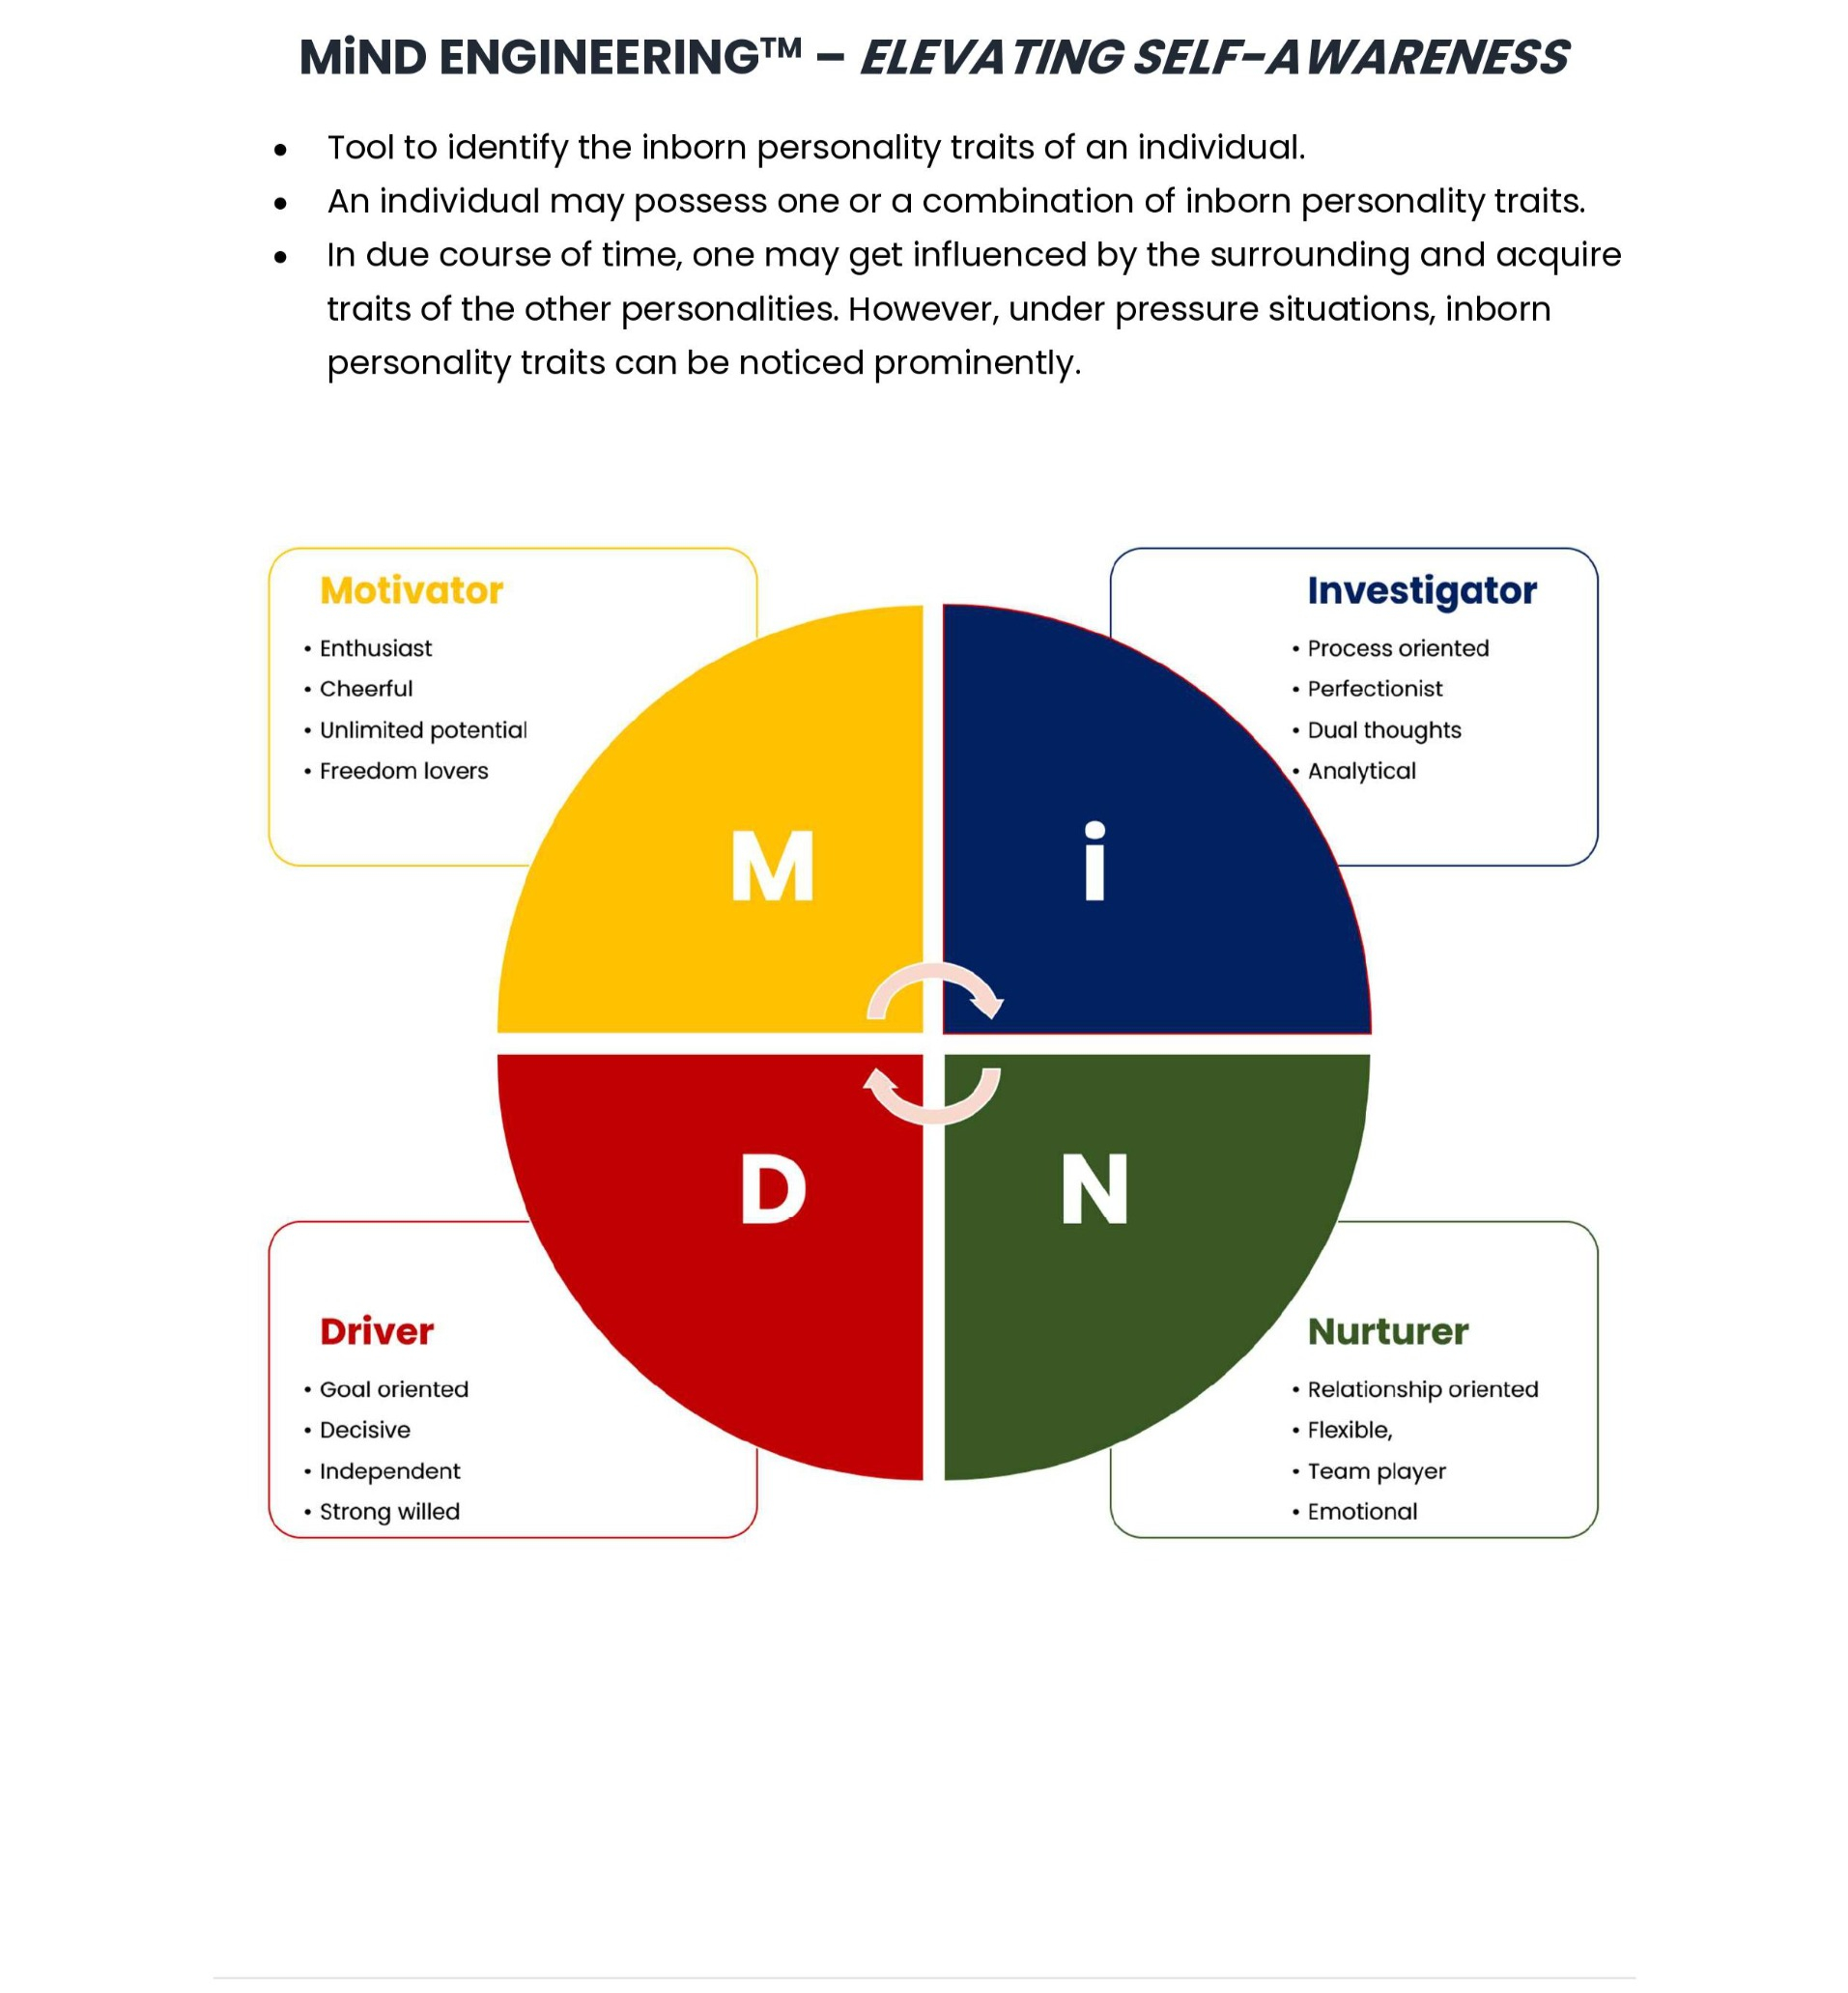 MiND ENGINEERING™ – ELEVATING SELF-AWARENESS
• Tool to identify the inborn personality traits of an individual.
• An individual may possess one or a combination of inborn personality traits.
• In due course of time, one may get influenced by the surrounding and acquire
traits of the other personalities. However, under pressure situations, inborn
personality traits can be noticed prominently.
Motivator
• Enthusiast
• Cheerful
• Unlimited potential
• Freedom lovers
Investigator
• Process oriented
• Perfectionist
• Dual thoughts
• Analytical
M
i
D
N
Driver
• Goal oriented
• Decisive
• Independent
• Strong willed
Nurturer
• Relationship oriented
• Flexible,
• Team player
• Emotional